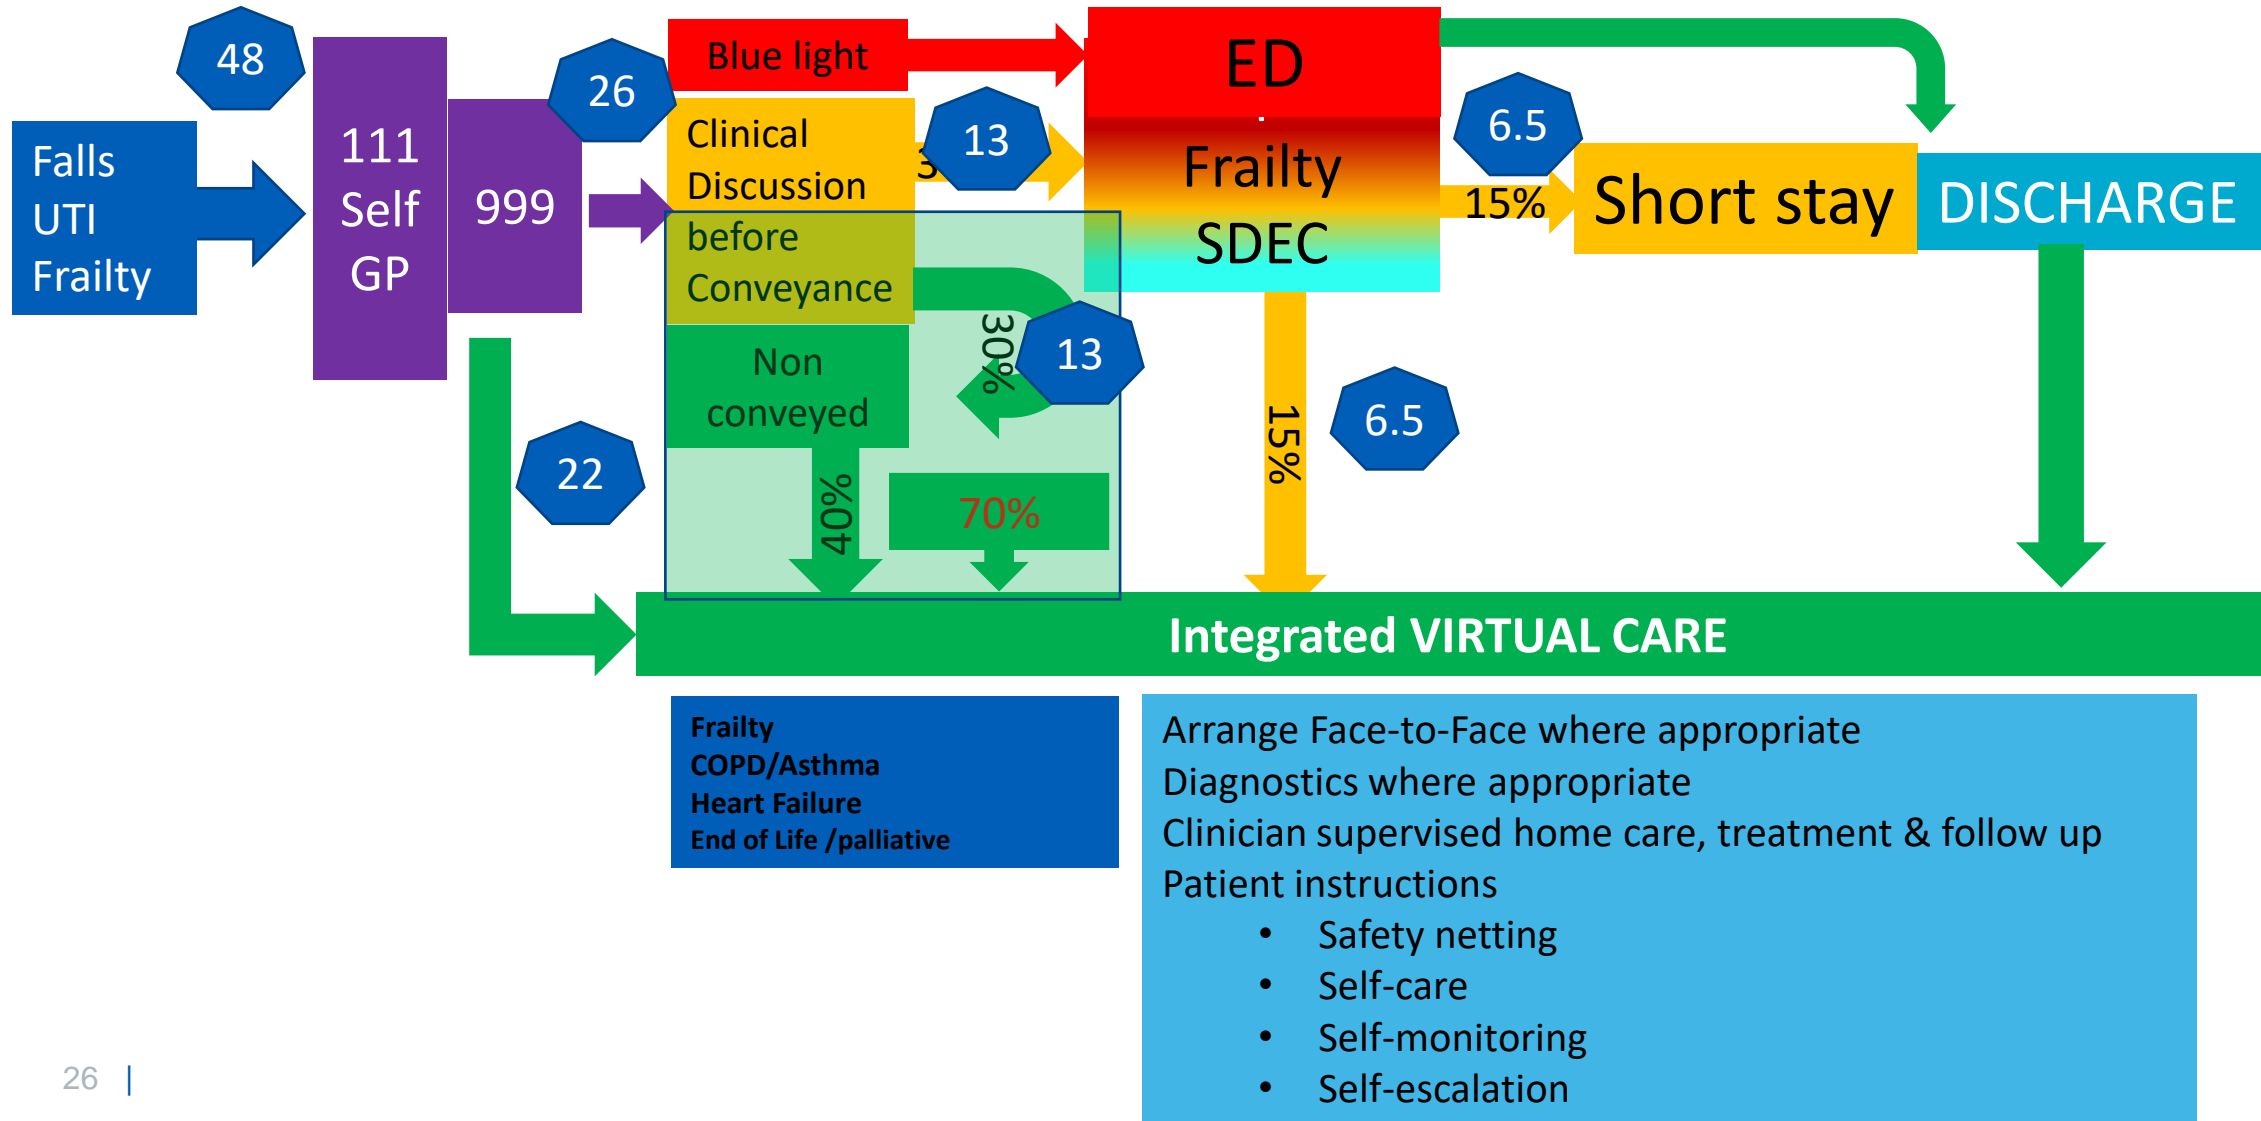 48
Falls
UTI
Frailty
111
Self
GP
999
26
Blue light
Clinical
Discussion
before
Conveyance
13
ED
Frailty
SDEC
6.5
15%
Short stay
DISCHARGE
Non
conveyed
30%
13
22
40%
70%
15%
6.5
Integrated VIRTUAL CARE
Frailty
COPD/Asthma
Heart Failure
End of Life /palliative
Arrange Face-to-Face where appropriate
Diagnostics where appropriate
Clinician supervised home care, treatment & follow up
Patient instructions
• Safety netting
• Self-care
• Self-monitoring
• Self-escalation
26 |